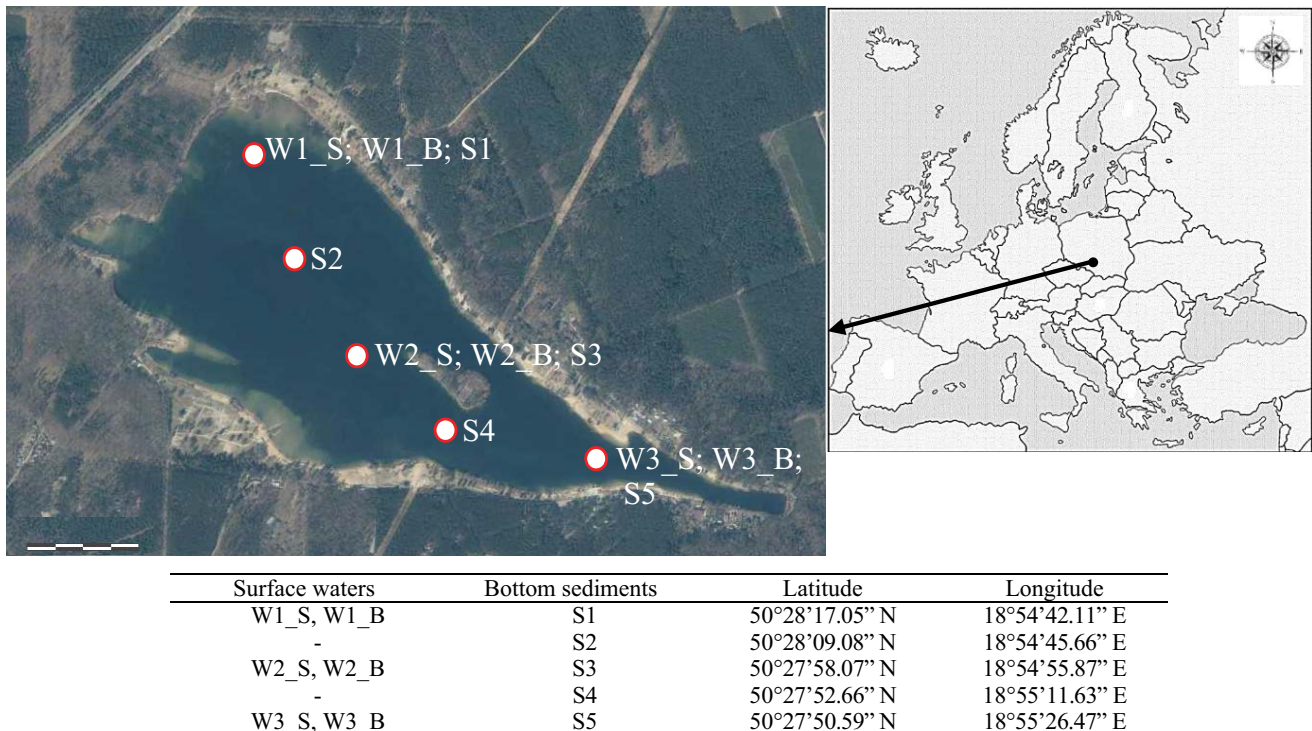 W1_S; W1_B; S1
S2
W2_S; W2_B; S3
S4
W3_S; W3_B;
S5
Surface waters Bottom sediments Latitude Longitude
W1_S, W1_B S1 50°28’17.05” N 18°54’42.11” E
- S2 50°28’09.08” N 18°54’45.66” E
W2_S, W2_B S3 50°27’58.07” N 18°54’55.87” E
- S4 50°27’52.66” N 18°55’11.63” E
W3_S, W3_B S5 50°27’50.59” N 18°55’26.47” E